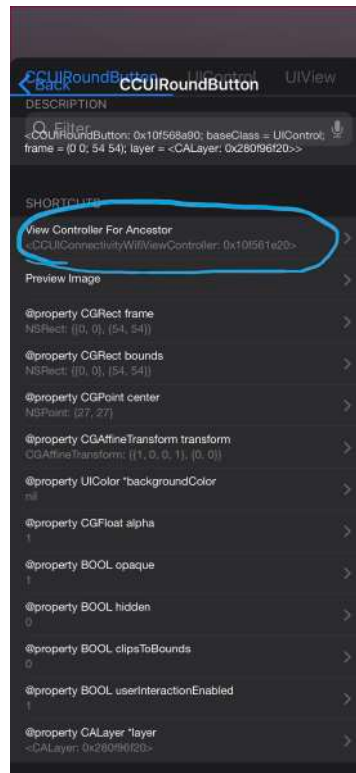 CCUIRoundButton UIControl UIView
Back CCUIRoundButton
DESCRIPTION
Filter
<CCUIRoundButton: 0x10f568a90; baseClass = UIControl;
frame = (0 0; 54 54); layer = <CALayer: 0x280f96f20>>
SHORTCUTS
View Controller For Ancestor
<CCUIConnectivityWifiViewController: 0x10f561e20>
Preview Image
@property CGRect frame
NSRect: {{0, 0}, {54, 54}}
@property CGRect bounds
NSRect: {{0, 0}, {54, 54}}
@property CGPoint center
NSPoint: {27, 27}
@property CGAffineTransform transform
CGAffineTransform: {{1, 0, 0, 1}, {0, 0}}
@property UIColor *backgroundColor
nil
@property CGFloat alpha
1
@property BOOL opaque
1
@property BOOL hidden
0
@property BOOL clipsToBounds
0
@property BOOL userInteractionEnabled
1
@property CALayer *layer
<CALayer: 0x280f96f20>